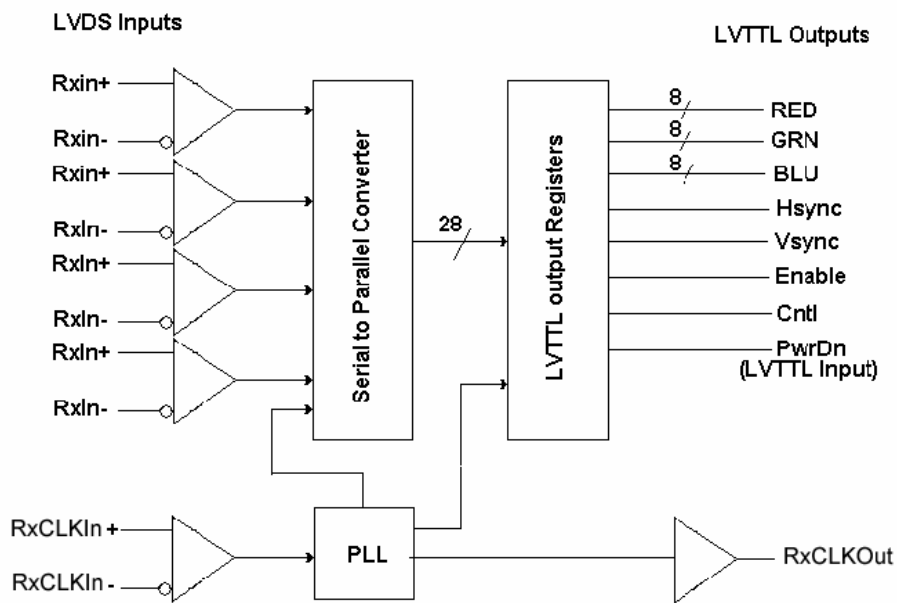 LVDS Inputs
LVTTL Outputs
Rxin+
Rxin-
Rxin+
RxIn-
RxIn+
RxIn-
RxIn+
RxIn-
Serial to Parallel Converter
28
LVTTL output Registers
8
RED
8
GRN
8
BLU
Hsync
Vsync
Enable
Cntl
PwrDn
(LVTTL Input)
RxCLKIn +
RxCLKIn -
PLL
RxCLKOut